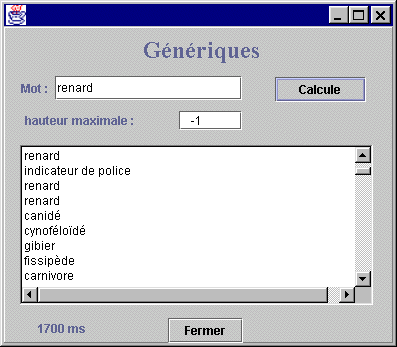 Génériques
Mot : renard Calcule
hauteur maximale : -1
renard
indicateur de police
renard
renard
canidé
cynoféloïdé
gibier
fissipède
carnivore
1700 ms Fermer